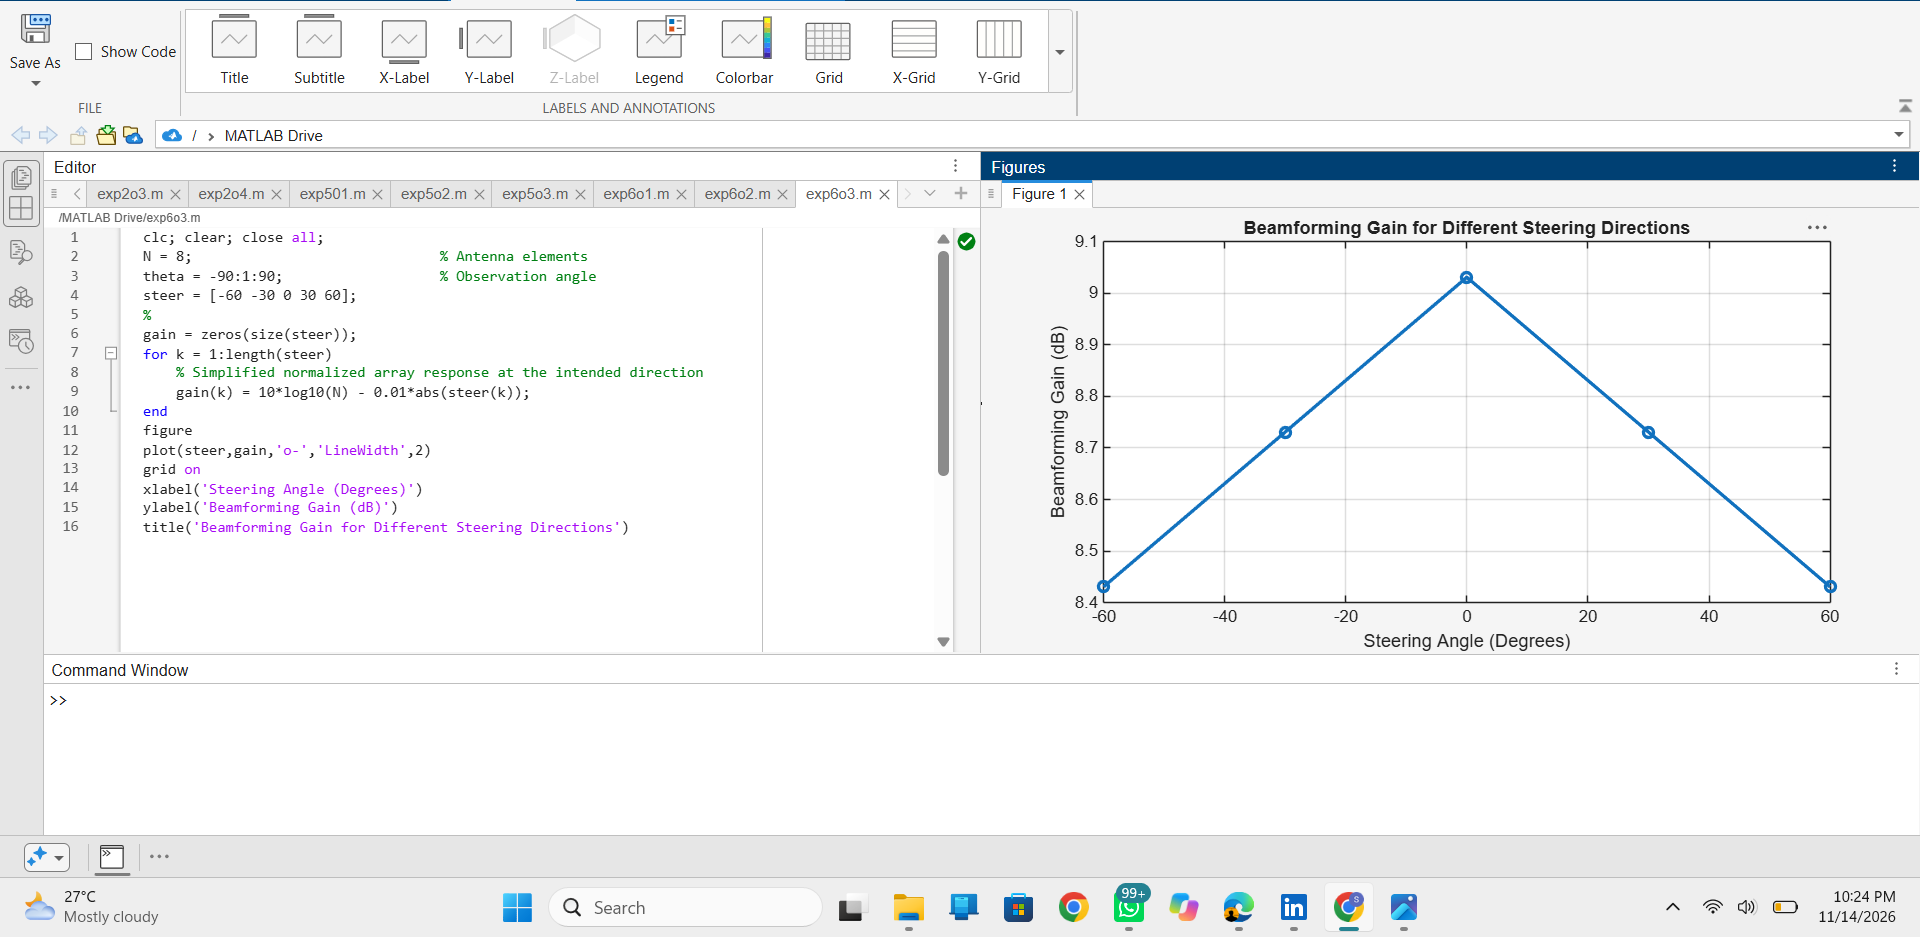 Save As
Show Code
FILE
Title
Subtitle
X-Label
Y-Label
Z-Label
Legend
Colorbar
Grid
X-Grid
Y-Grid
LABELS AND ANNOTATIONS
/ › MATLAB Drive
Editor
exp2o3.m
exp2o4.m
exp501.m
exp5o2.m
exp5o3.m
exp6o1.m
exp6o2.m
exp6o3.m
/MATLAB Drive/exp6o3.m
1 clc; clear; close all;
2 N = 8; % Antenna elements
3 theta = -90:1:90; % Observation angle
4 steer = [-60 -30 0 30 60];
5 %
6 gain = zeros(size(steer));
7 for k = 1:length(steer)
8 % Simplified normalized array response at the intended direction
9 gain(k) = 10*log10(N) - 0.01*abs(steer(k));
10 end
11 figure
12 plot(steer,gain,'o-','LineWidth',2)
13 grid on
14 xlabel('Steering Angle (Degrees)')
15 ylabel('Beamforming Gain (dB)')
16 title('Beamforming Gain for Different Steering Directions')
Figures
Figure 1
Beamforming Gain for Different Steering Directions
Beamforming Gain (dB)
9.1
9
8.9
8.8
8.7
8.6
8.5
8.4
-60 -40 -20 0 20 40 60
Steering Angle (Degrees)
Command Window
>>
27°C
Mostly cloudy
Search
99+
10:24 PM
11/14/2026